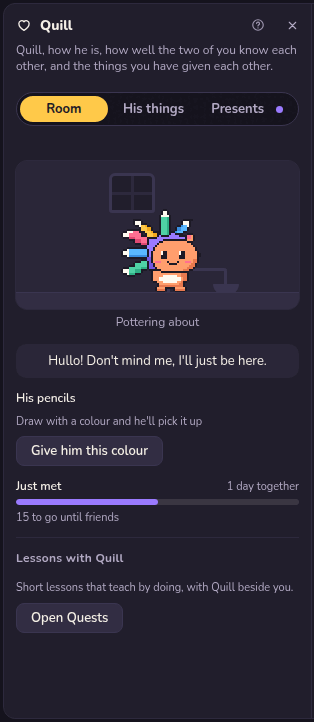 Quill
Quill, how he is, how well the two of you know each
other, and the things you have given each other.
Room
His things
Presents
Pottering about
Hullo! Don't mind me, I'll just be here.
His pencils
Draw with a colour and he'll pick it up
Give him this colour
Just met
1 day together
15 to go until friends
Lessons with Quill
Short lessons that teach by doing, with Quill beside you.
Open Quests